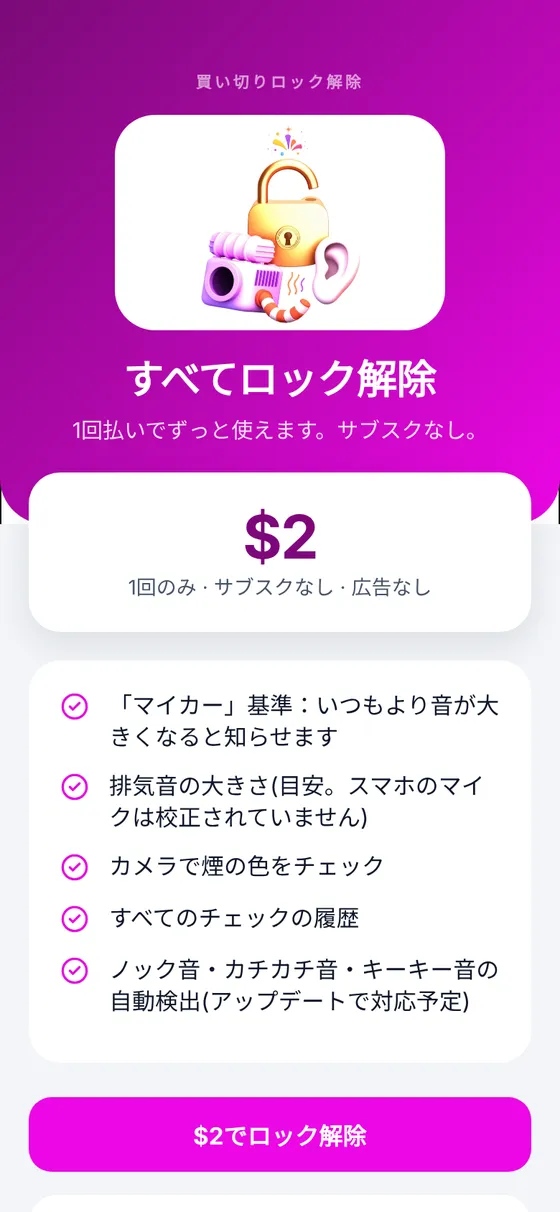 買い切りロック解除
すべてロック解除
1回払いでずっと使えます。サブスクなし。
$2
1回のみ · サブスクなし · 広告なし
「マイカー」基準：いつもより音が大
きくなると知らせます
排気音の大きさ(目安。スマホのマイ
クは校正されていません)
カメラで煙の色をチェック
すべてのチェックの履歴
ノック音・カチカチ音・キーキー音の
自動検出(アップデートで対応予定)
$2でロック解除